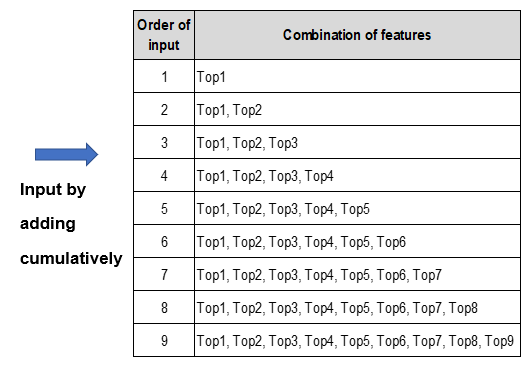 Order of input Combination of features
1 Top1
2 Top1, Top2
3 Top1, Top2, Top3
4 Top1, Top2, Top3, Top4
5 Top1, Top2, Top3, Top4, Top5
6 Top1, Top2, Top3, Top4, Top5, Top6
7 Top1, Top2, Top3, Top4, Top5, Top6, Top7
8 Top1, Top2, Top3, Top4, Top5, Top6, Top7, Top8
9 Top1, Top2, Top3, Top4, Top5, Top6, Top7, Top8, Top9
Input by
adding
cumulatively